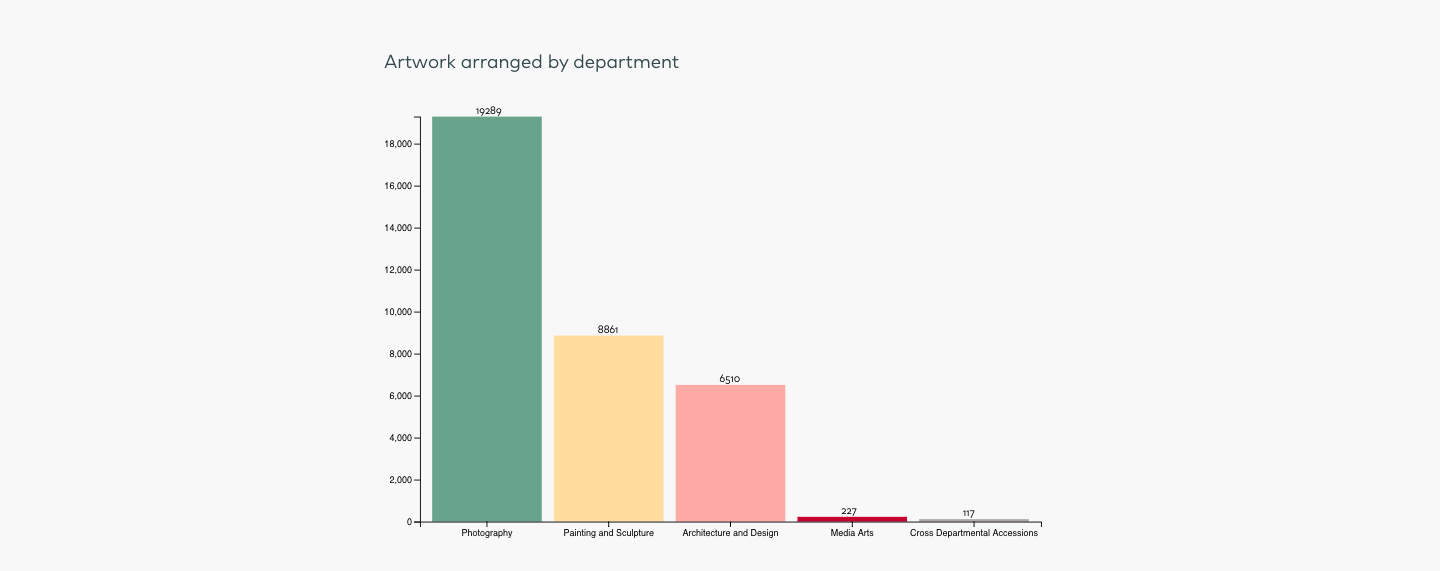 Artwork arranged by department
19289
18,000
16,000
14,000
12,000
10,000
8861
8,000
6510
6,000
4,000
2,000
227
117
0
Photography
Painting and Sculpture
Architecture and Design
Media Arts
Cross Departmental Accessions